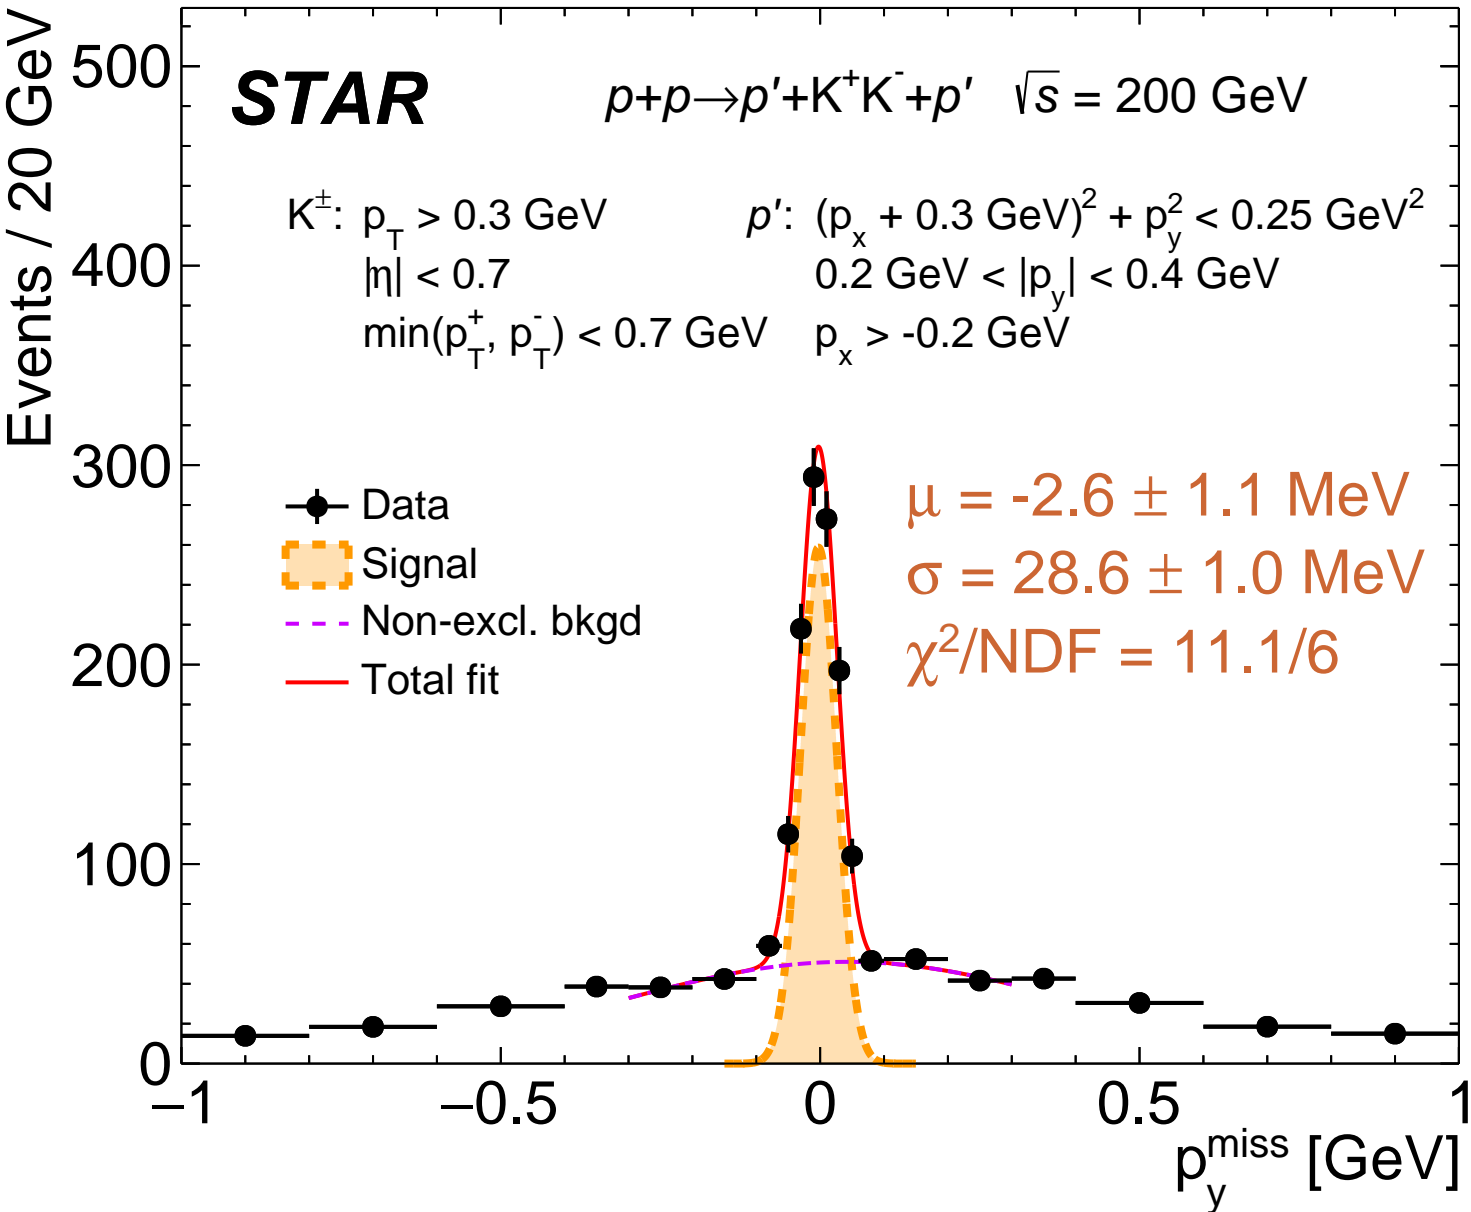 Events / 20 GeV
500
400
300
200
100
0
STAR
p+p→p′+K⁺K⁻+p′ √s = 200 GeV
K±: p_T > 0.3 GeV
|η| < 0.7
min(p_T⁺, p_T⁻) < 0.7 GeV
p′: (p_x + 0.3 GeV)² + p_y² < 0.25 GeV²
0.2 GeV < |p_y| < 0.4 GeV
p_x > -0.2 GeV
Data
Signal
Non-excl. bkgd
Total fit
μ = -2.6 ± 1.1 MeV
σ = 28.6 ± 1.0 MeV
χ²/NDF = 11.1/6
−1 −0.5 0 0.5 1
p_y^miss [GeV]